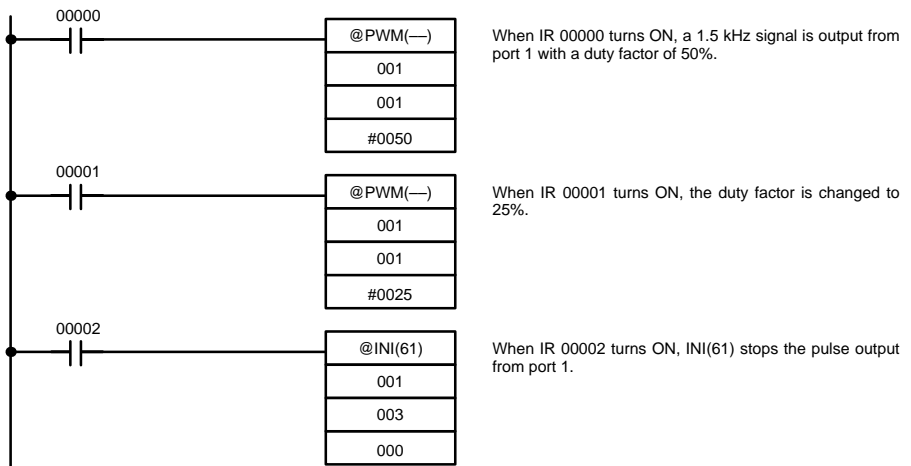 00000
@PWM(––)
001
001
#0050
When IR 00000 turns ON, a 1.5 kHz signal is output from
port 1 with a duty factor of 50%.
00001
@PWM(––)
001
001
#0025
When IR 00001 turns ON, the duty factor is changed to
25%.
00002
@INI(61)
001
003
000
When IR 00002 turns ON, INI(61) stops the pulse output
from port 1.